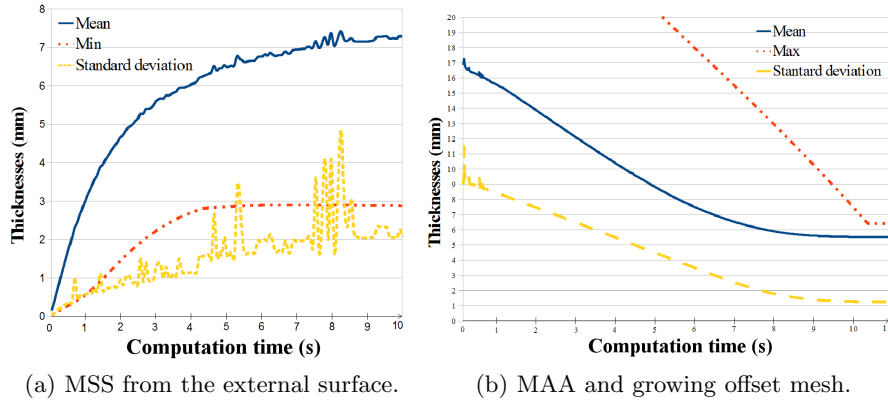 8
7
6
5
4
3
2
1
0
Thicknesses (mm)
Mean
Min
Standard deviation
0 1 2 3 4 5 6 7 8 9 10
Computation time (s)
(a) MSS from the external surface.
20
19
18
17
16
15
14
13
12
11
10
9
8
7
6
5
4
3
2
1
0
Thicknesses (mm)
Mean
Max
Stantard deviation
0 1 2 3 4 5 6 7 8 9 10
Computation time (s)
(b) MAA and growing offset mesh.